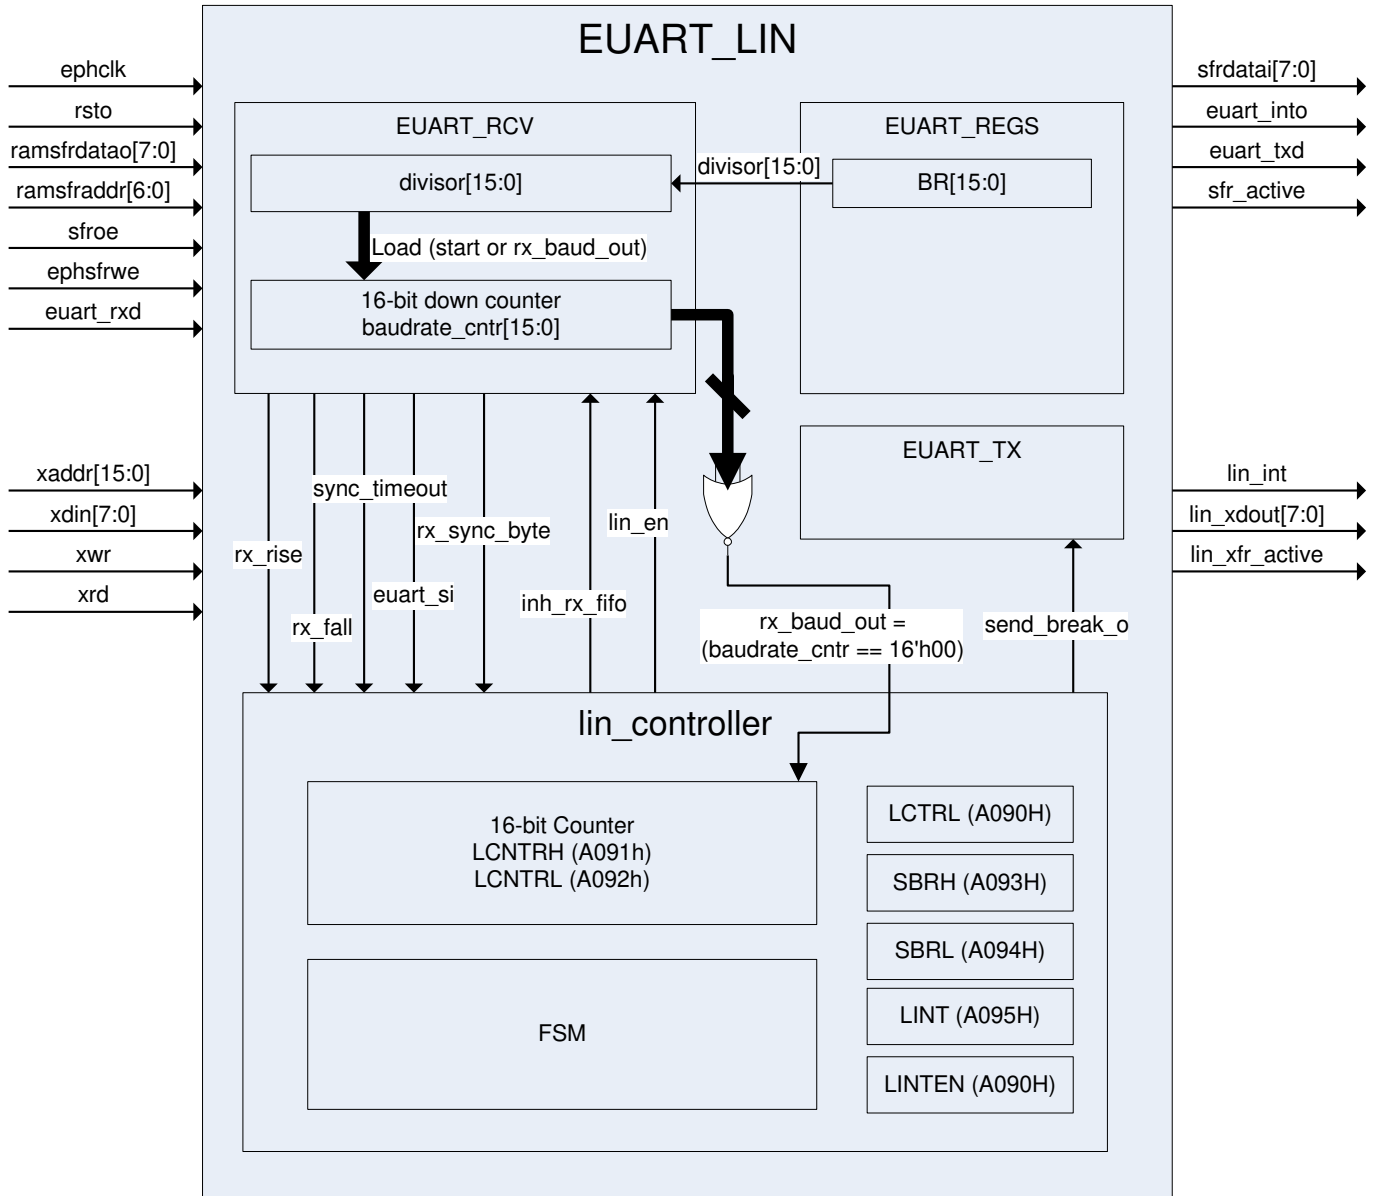 EUART_LIN
ephclk
rsto
ramsfrdatao[7:0]
ramsfraddr[6:0]
sfroe
ephsfrwe
euart_rxd
xaddr[15:0]
xdin[7:0]
xwr
xrd
EUART_RCV
divisor[15:0]
Load (start or rx_baud_out)
16-bit down counter
baudrate_cntr[15:0]
divisor[15:0]
EUART_REGS
BR[15:0]
EUART_TX
sfrdatai[7:0]
euart_into
euart_txd
sfr_active
lin_int
lin_xdout[7:0]
lin_xfr_active
rx_rise
rx_fall
sync_timeout
euart_si
rx_sync_byte
inh_rx_fifo
lin_en
rx_baud_out =
(baudrate_cntr == 16'h00)
send_break_o
lin_controller
16-bit Counter
LCNTRH (A091h)
LCNTRL (A092h)
FSM
LCTRL (A090H)
SBRH (A093H)
SBRL (A094H)
LINT (A095H)
LINTEN (A090H)